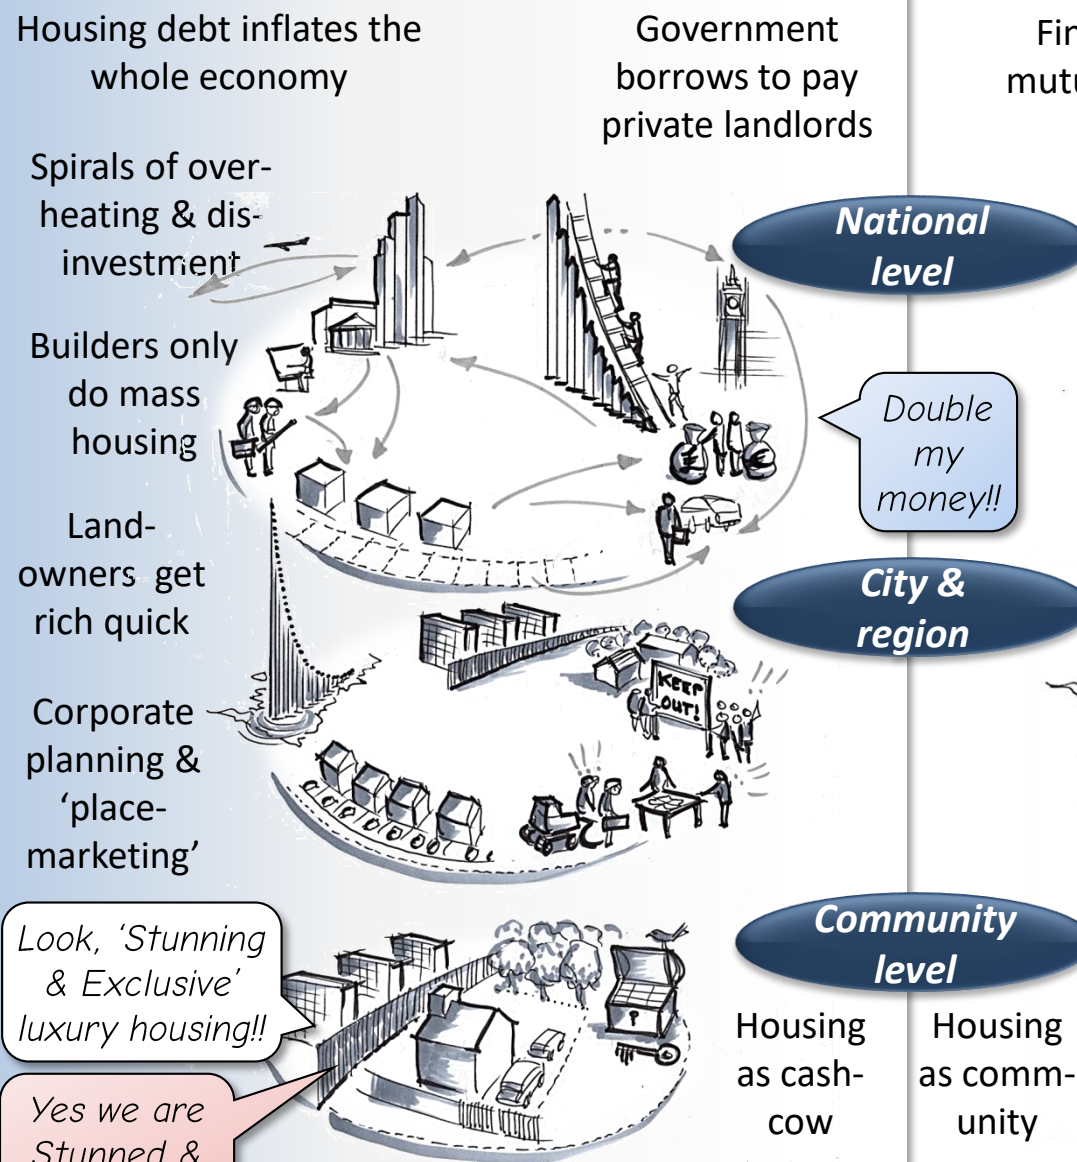 Housing debt inflates the
whole economy
Government
borrows to pay
private landlords
Fin
mutu
Spirals of over-
heating & dis-
investment
National
level
Builders only
do mass
housing
Double
my
money!!
Land-
owners get
rich quick
City &
region
KEEP
OUT!
Corporate
planning &
‘place-
marketing’
Look, ‘Stunning
& Exclusive’
luxury housing!!
Community
level
Housing
as cash-
cow
Housing
as comm-
unity
Yes we are
Stunned &